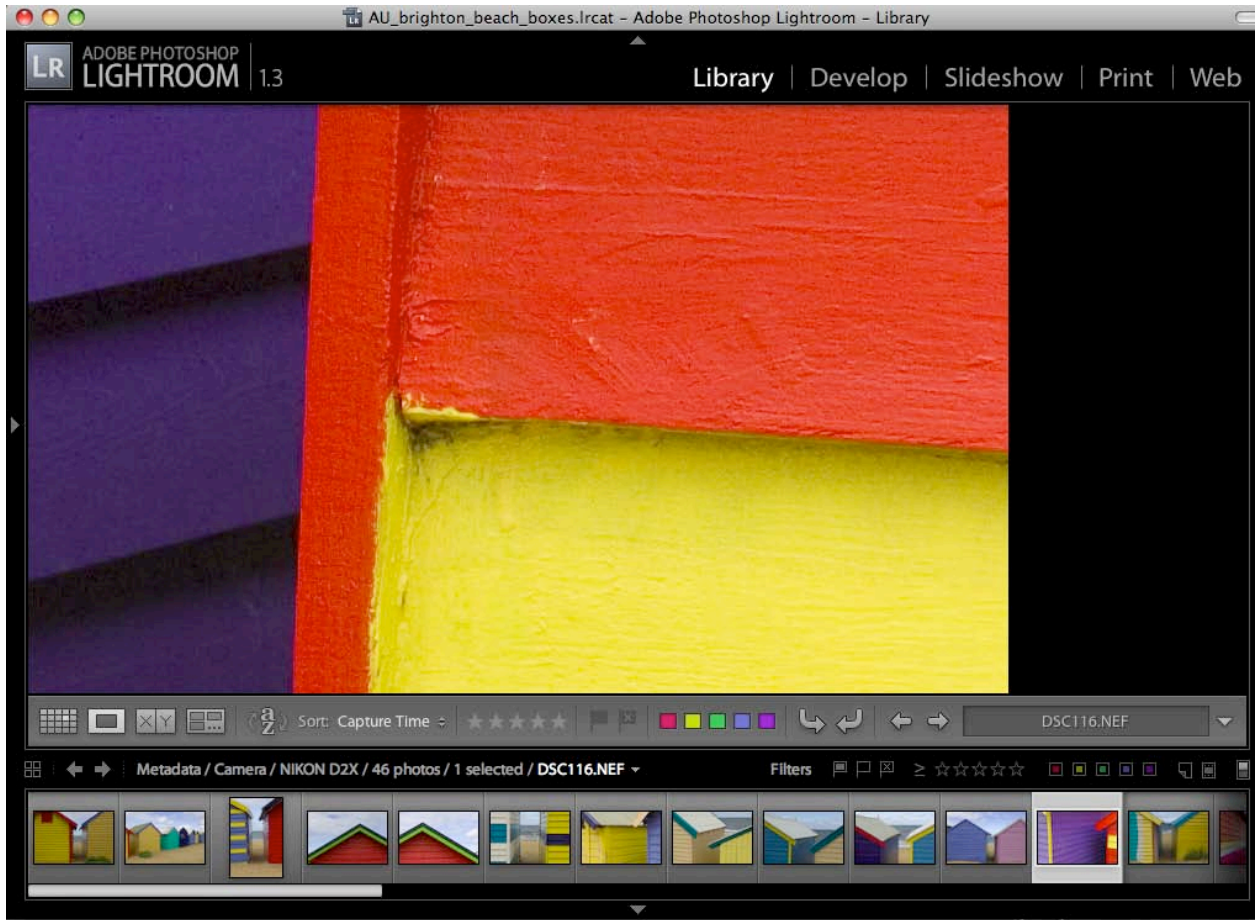 AU_brighton_beach_boxes.lrcat – Adobe Photoshop Lightroom – Library
LR ADOBE PHOTOSHOP LIGHTROOM 1.3
Library | Develop | Slideshow | Print | Web
XY a z Sort: Capture Time DSC116.NEF
Metadata / Camera / NIKON D2X / 46 photos / 1 selected / DSC116.NEF Filters ≥